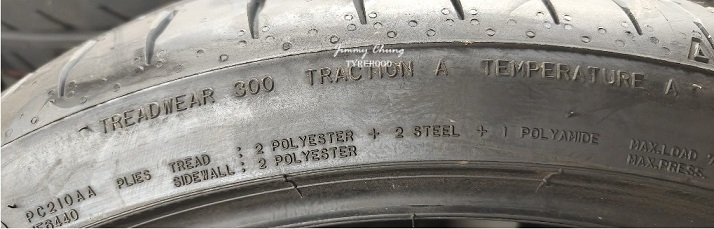 Jimmy Chung
TYRE8000
TREADWEAR 300 TRACTION A TEMPERATURE A
PLIES TREAD : 2 POLYESTER + 2 STEEL + 1 POLYAMIDE
SIDEWALL : 2 POLYESTER
MAX.LOAD
MAX.PRESS.
PC210AA